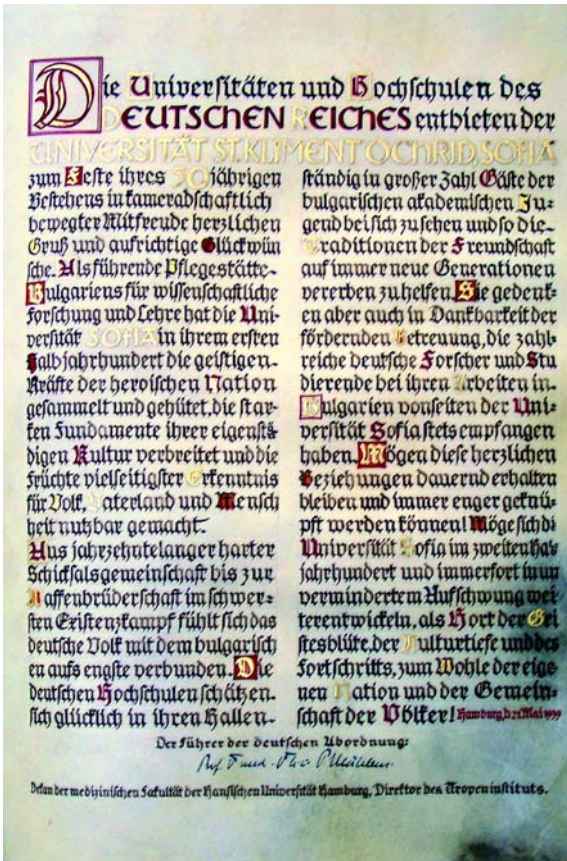 Die Universitäten und Hochschulen des
DEUTSCHEN REICHES entbieten der
UNIVERSITÄT ST. KLIMENT OCHRID, SOFIA
zum Feste ihres 50jährigen
Bestehens in kameradschaftlich
bewegter Mitfreude herzlichen
Gruß und aufrichtige Glückwün
sche. Als führende Pflegestätte
Bulgariens für wissenschaftliche
Forschung und Lehre hat die Uni-
versität SOFIA in ihrem ersten
Halbjahrhundert die geistigen
Kräfte der heroischen Nation
gesammelt und gehütet, die star-
ken Fundamente ihrer eigenstä-
digen Kultur verbreitet und die
Früchte vielseitigster Erkenntnis
für Volk, Vaterland und Mensch
heit nutzbar gemacht.
Aus jahrzehntelanger harter
Schicksalsgemeinschaft bis zur
Waffenbrüderschaft im schwer-
sten Existenzkampf fühlt sich das
deutsche Volk mit dem bulgarisch
en aufs engste verbunden. Die
deutschen Hochschulen schätzen
sich glücklich in ihren Hallen
ständig in großer Zahl Gäste der
bulgarischen akademischen Ju-
gend bei sich zu sehen und so die
Traditionen der Freundschaft
auf immer neue Generationen
vererben zu helfen. Sie gedenk-
en aber auch in Dankbarkeit der
fördernden Betreuung, die zahl-
reiche deutsche Forscher und Stu
dierende bei ihren Arbeiten in
Bulgarien vonseiten der Uni-
versität Sofia stets empfangen
haben. Mögen diese herzlichen
Beziehungen dauernd erhalten
bleiben und immer enger geknü-
pft werden können! Möge sich di
Universität Sofia im zweiten Hal
jahrhundert und immerfort in un
vermindertem Aufschwung wei
terentwickeln, als Hort der Gei
stesblüte, der Kulturtiefe und des
Fortschritts, zum Wohle der eige-
nen Nation und der Gemein-
schaft der Völker! Hamburg, d. 21. Mai 1939
Der Führer der deutschen Abordnung:
Prof.
Dekan der medizinischen Fakultät der Hansischen Universität Hamburg, Direktor des Tropeninstituts.